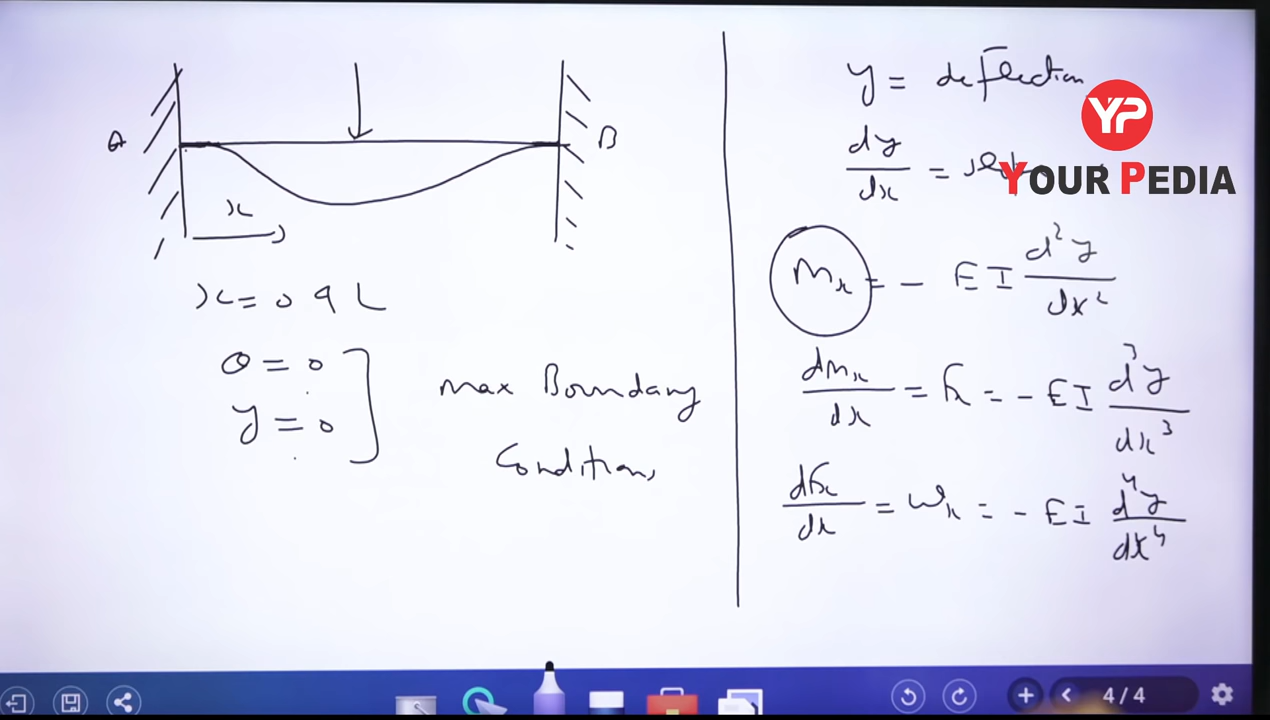 A
B
x
x = 0 & L
θ = 0
y = 0
max Boundary
Conditions
y = deflection
dy/dx =
Mx = - EI d²y/dx²
dMx/dx = Fx = - EI d³y/dx³
dFx/dx = wx = - EI d⁴y/dx⁴
YP
YOUR PEDIA
4/4